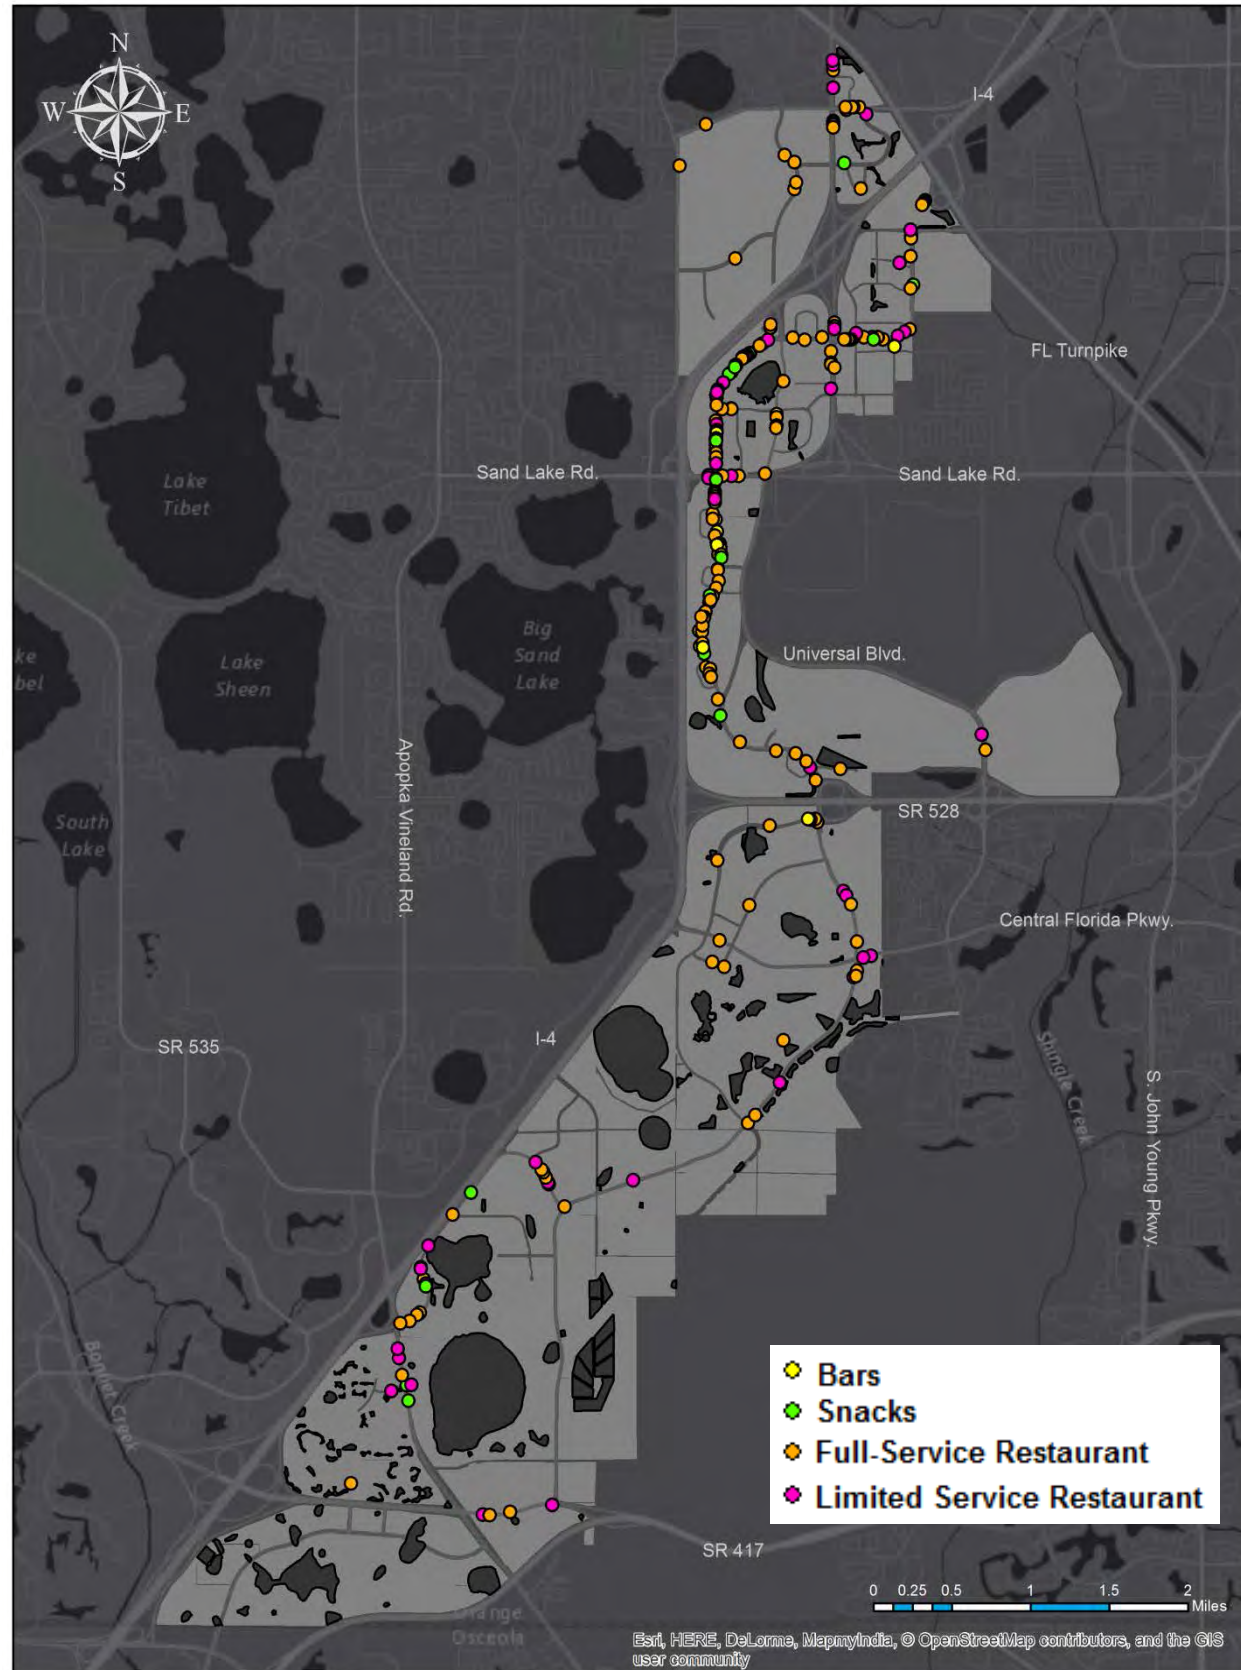 N
W E
S
I-4
FL Turnpike
Sand Lake Rd.
Sand Lake Rd.
Lake
Tibet
Big
Sand
Lake
Lake
Sheen
ke
bel
Universal Blvd.
Apopka Vineland Rd.
South
Lake
SR 528
Central Florida Pkwy.
I-4
SR 535
Shingle Creek
S. John Young Pkwy.
Bonnet Creek
Bars
Snacks
Full-Service Restaurant
Limited Service Restaurant
SR 417
Orange
Osceola
0 0.25 0.5 1 1.5 2
Miles
Esri, HERE, DeLorme, MapmyIndia, © OpenStreetMap contributors, and the GIS
user community